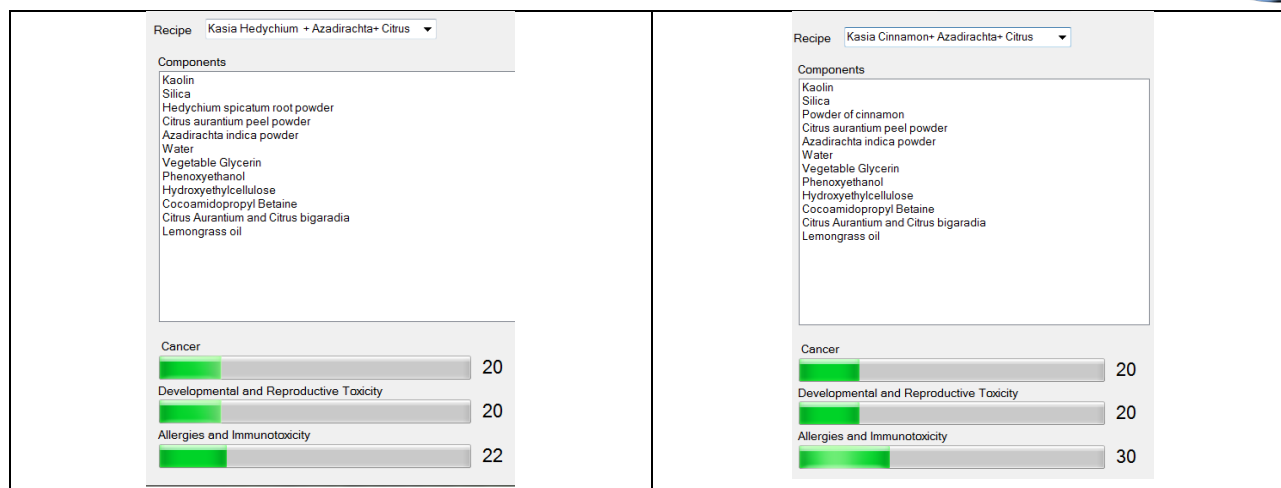 Recipe Kasia Hedychium + Azadirachta+ Citrus
Components
Kaolin
Silica
Hedychium spicatum root powder
Citrus aurantium peel powder
Azadirachta indica powder
Water
Vegetable Glycerin
Phenoxyethanol
Hydroxyethylcellulose
Cocoamidopropyl Betaine
Citrus Aurantium and Citrus bigaradia
Lemongrass oil
Cancer
20
Developmental and Reproductive Toxicity
20
Allergies and Immunotoxicity
22
Recipe Kasia Cinnamon+ Azadirachta+ Citrus
Components
Kaolin
Silica
Powder of cinnamon
Citrus aurantium peel powder
Azadirachta indica powder
Water
Vegetable Glycerin
Phenoxyethanol
Hydroxyethylcellulose
Cocoamidopropyl Betaine
Citrus Aurantium and Citrus bigaradia
Lemongrass oil
Cancer
20
Developmental and Reproductive Toxicity
20
Allergies and Immunotoxicity
30